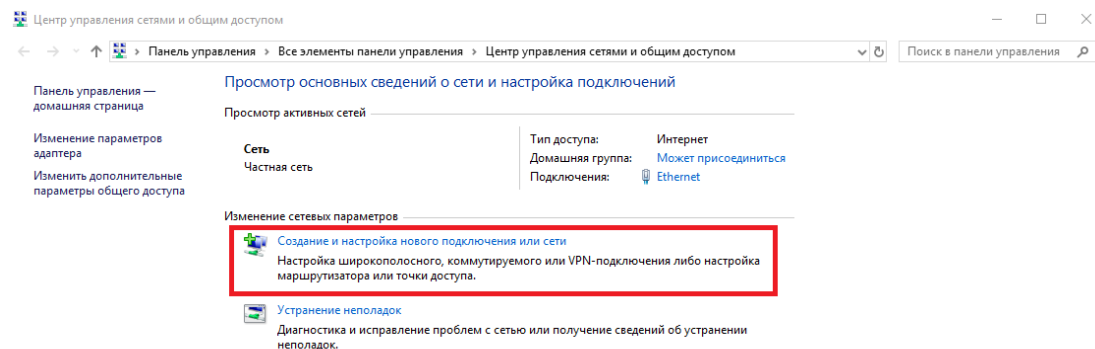 Центр управления сетями и общим доступом
Панель управления › Все элементы панели управления › Центр управления сетями и общим доступом
Поиск в панели управления
Панель управления —
домашняя страница
Изменение параметров
адаптера
Изменить дополнительные
параметры общего доступа
Просмотр основных сведений о сети и настройка подключений
Просмотр активных сетей
Сеть
Частная сеть
Тип доступа: Интернет
Домашняя группа: Может присоединиться
Подключения: Ethernet
Изменение сетевых параметров
Создание и настройка нового подключения или сети
Настройка широкополосного, коммутируемого или VPN-подключения либо настройка
маршрутизатора или точки доступа.
Устранение неполадок
Диагностика и исправление проблем с сетью или получение сведений об устранении
неполадок.